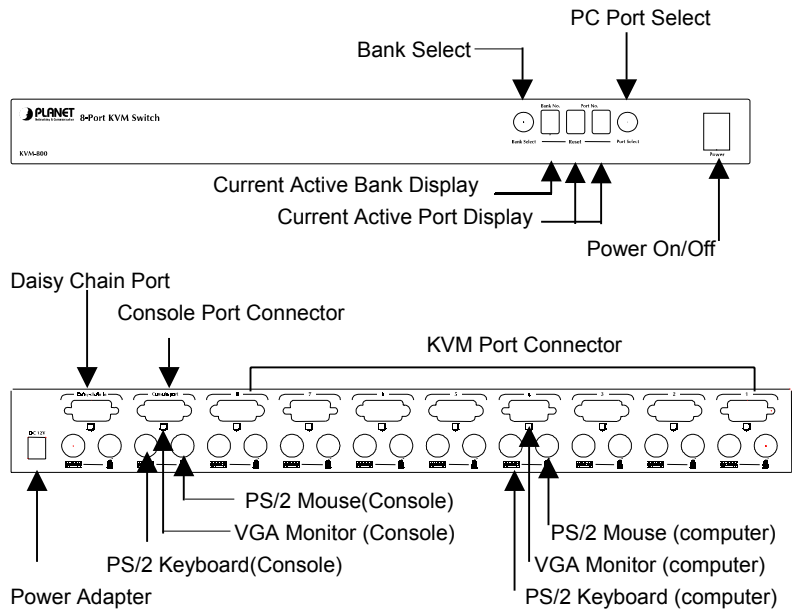 PC Port Select
Bank Select
PLANET
Networking & Communication
8-Port KVM Switch
KVM-800
Bank No.
Port No.
Bank Select
Reset
Port Select
Power
Current Active Bank Display
Current Active Port Display
Power On/Off
Daisy Chain Port
Console Port Connector
KVM Port Connector
Console port
8
7
6
5
4
3
2
1
DC 12V
PS/2 Mouse(Console)
VGA Monitor (Console)
PS/2 Keyboard(Console)
Power Adapter
PS/2 Mouse (computer)
VGA Monitor (computer)
PS/2 Keyboard (computer)